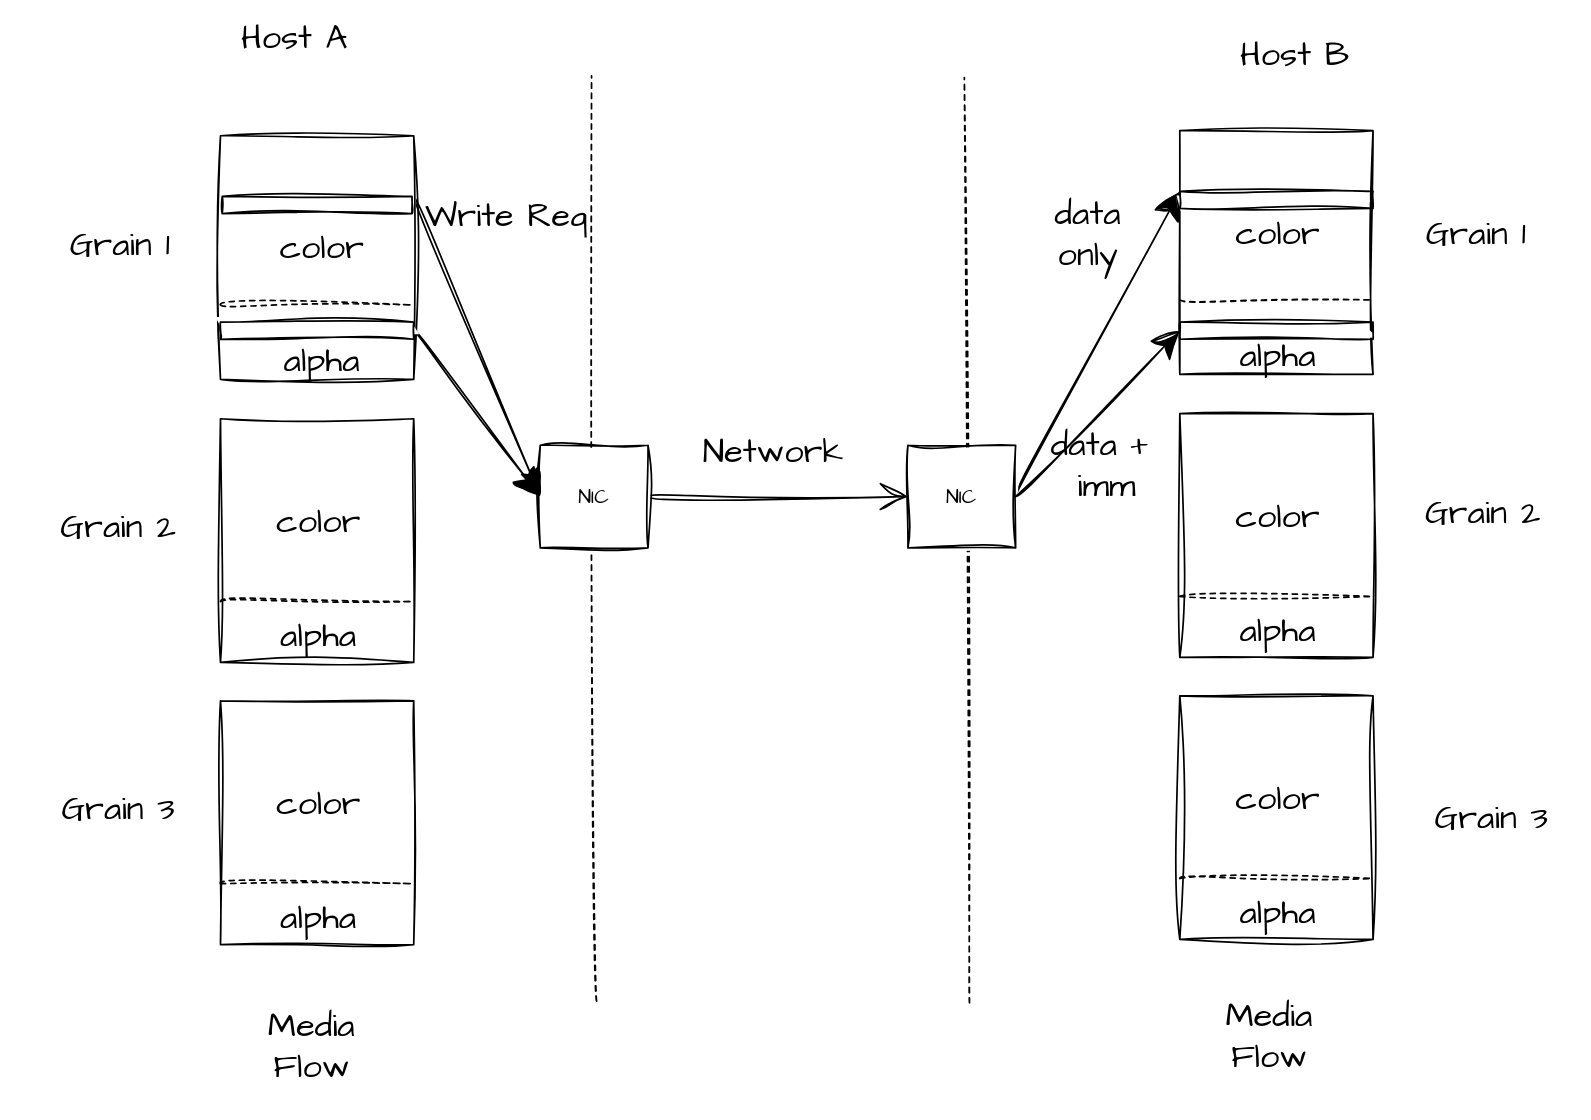 Host A
Host B
Write Req
data
only
Grain 1
color
color
Grain 1
alpha
alpha
Network
data +
imm
NIC
NIC
Grain 2
color
color
Grain 2
alpha
alpha
Grain 3
color
color
Grain 3
alpha
alpha
Media
Flow
Media
Flow